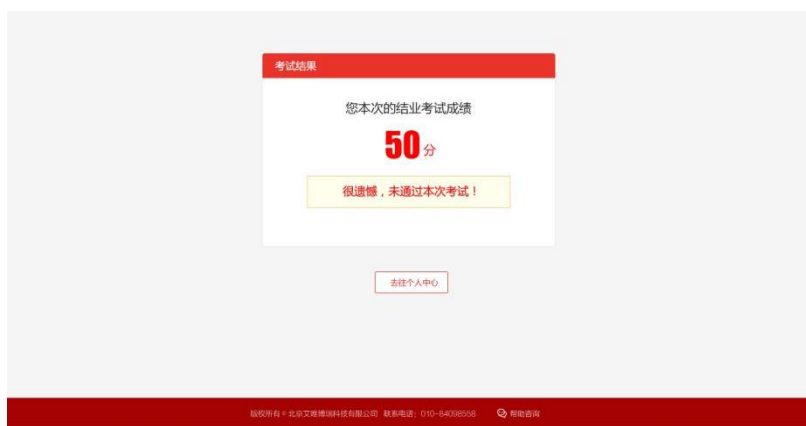 考试结果
您本次的结业考试成绩
50分
很遗憾，未通过本次考试！
去往个人中心
版权所有©北京艾唯博瑞科技有限公司 联系电话：010-84098558 帮助咨询